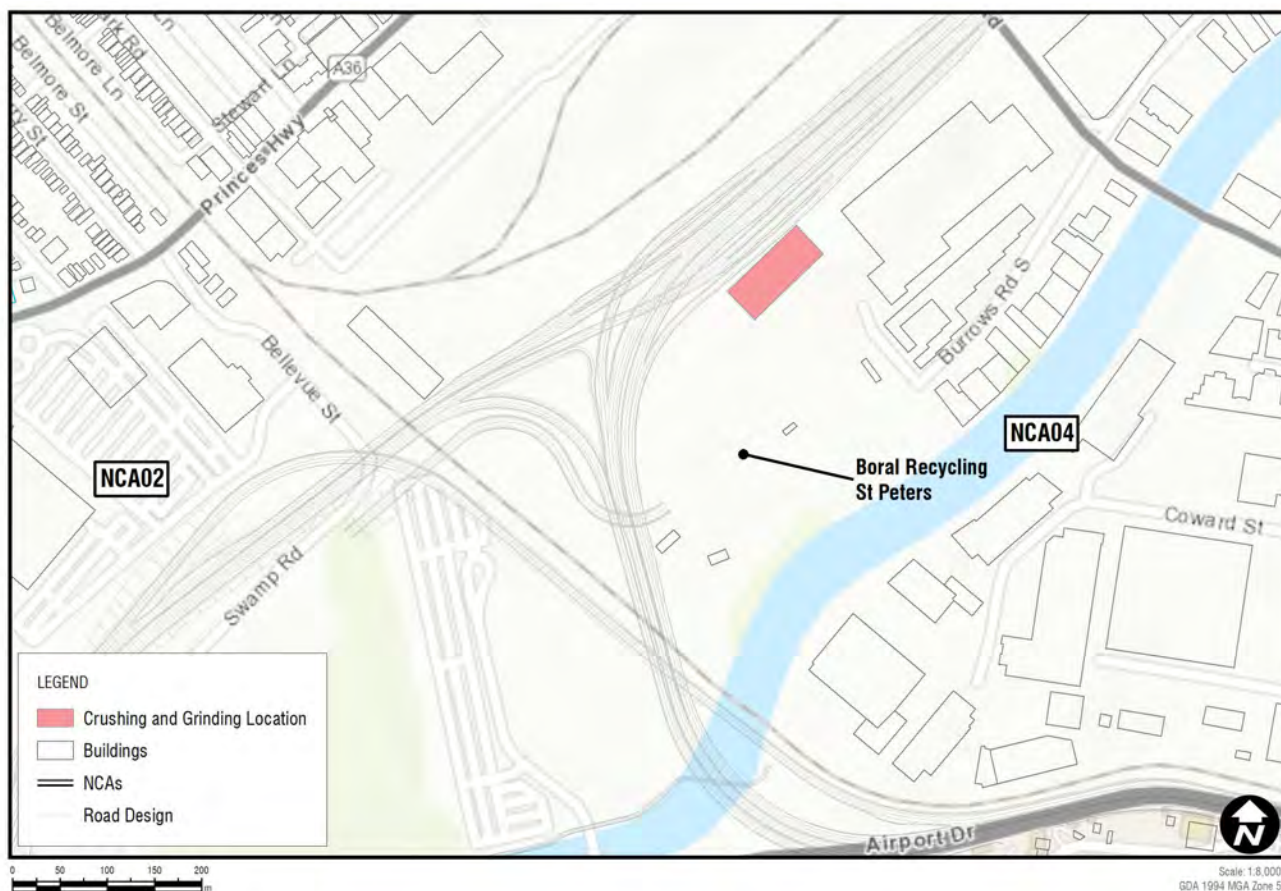 Ln
Belmore Ln
Belmore St
Stewart Ln
A36
Princes Hwy
Bellevue St
NCA02
Swamp Rd
Burrows Rd S
NCA04
Boral Recycling
St Peters
Coward St
Airport Dr
LEGEND
Crushing and Grinding Location
Buildings
NCAs
Road Design
N
0 50 100 150 200
m
Scale: 1:8,000
GDA 1994 MGA Zone 5